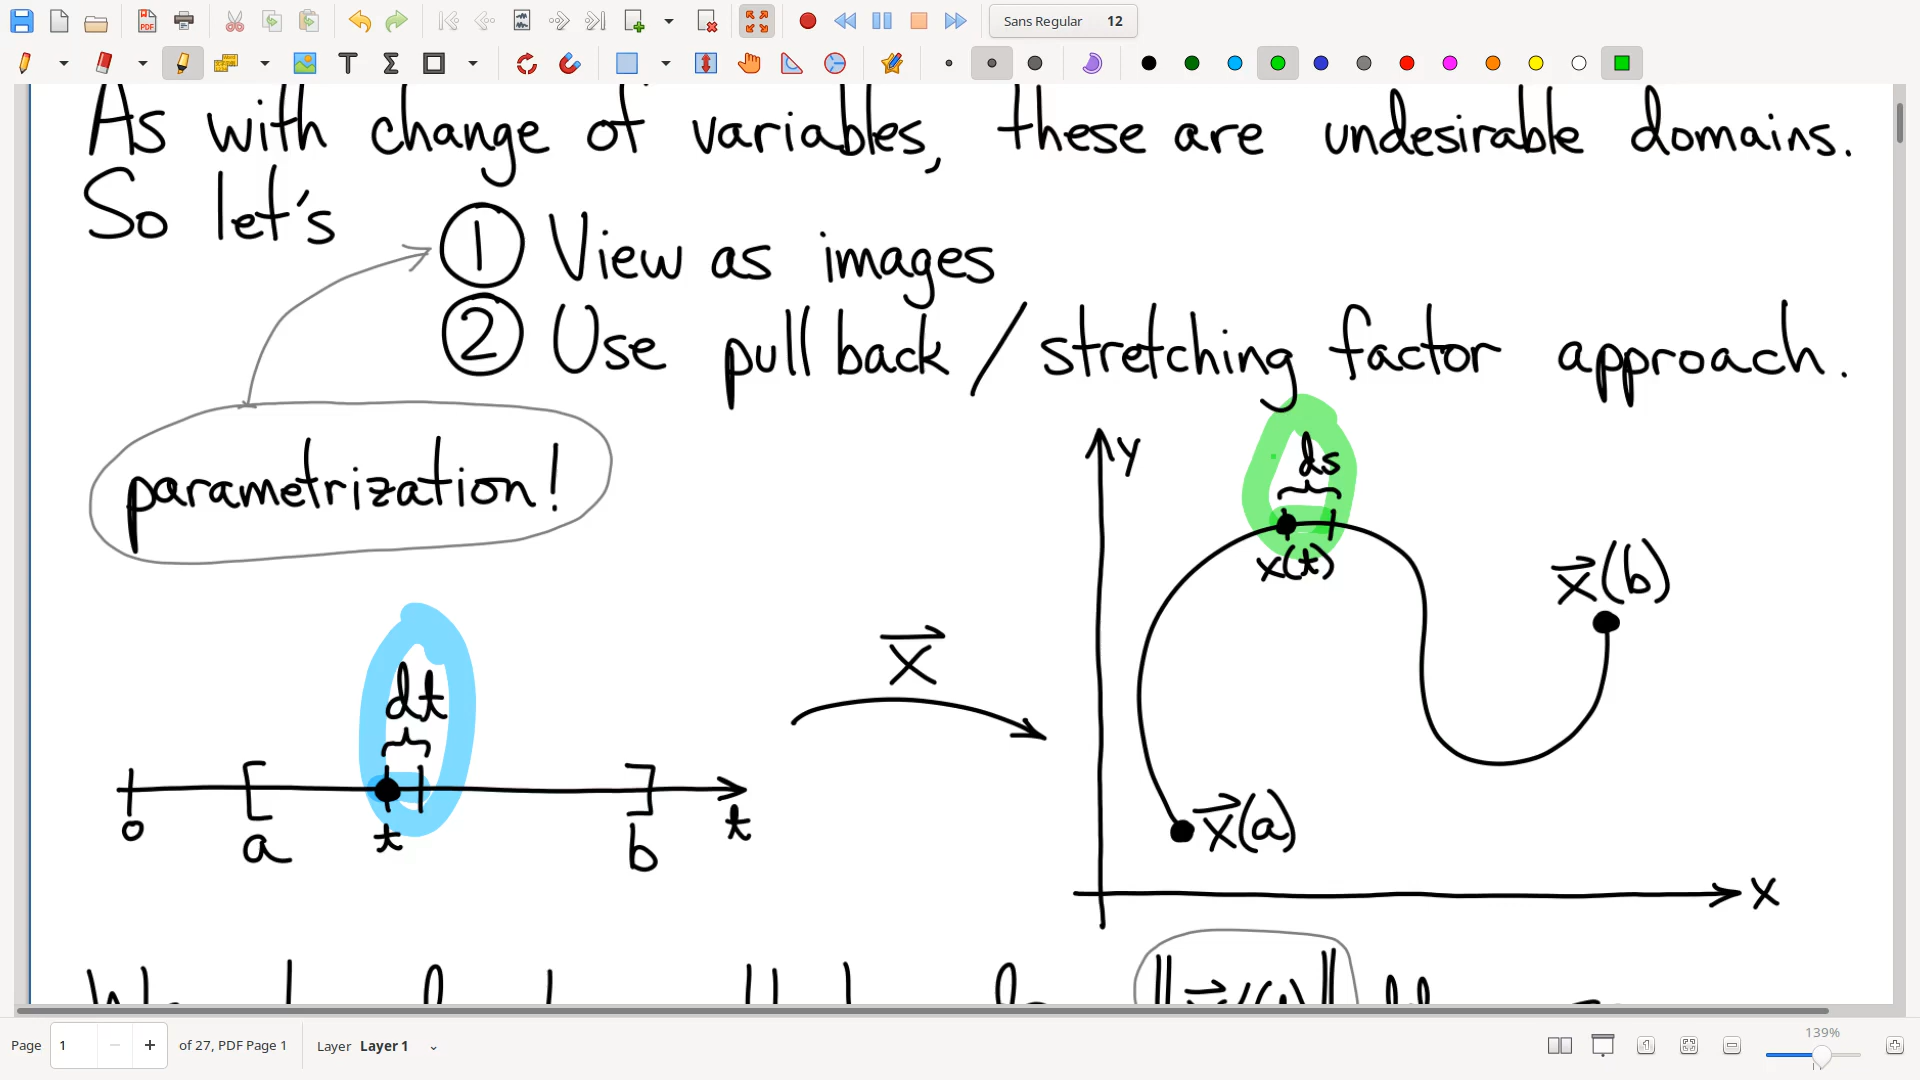 Sans Regular 12
As with change of variables, these are undesirable domains.
So let's
① View as images
② Use pull back / stretching factor approach.
parametrization!
y
ds
x(t)
x⃗(b)
x⃗
dt
0
a
t
b
t
x⃗(a)
x
Page 1 of 27, PDF Page 1
Layer Layer 1
139%